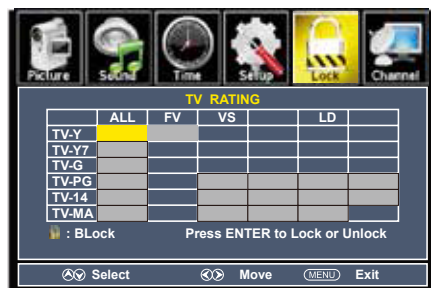 Picture Sound Time Setup Lock Channel
TV RATING
ALL FV VS LD
TV-Y
TV-Y7
TV-G
TV-PG
TV-14
TV-MA
: BLock Press ENTER to Lock or Unlock
Select Move MENU Exit